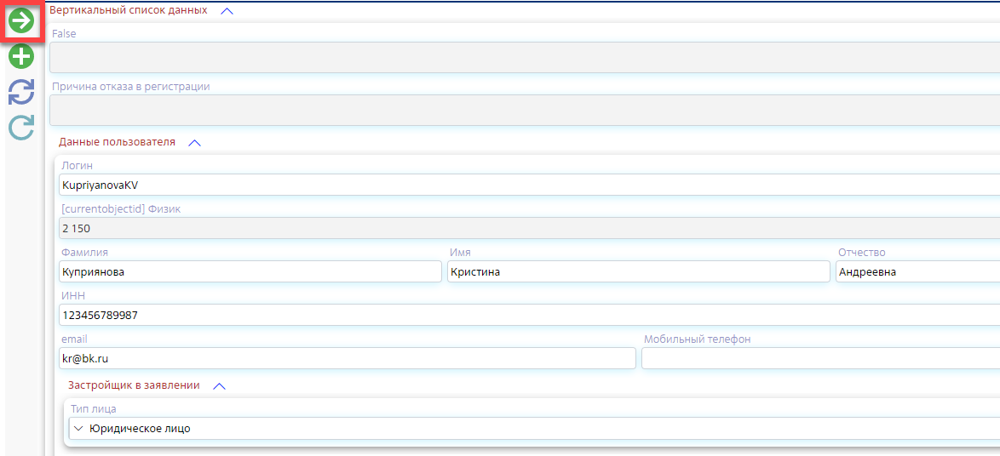 Вертикальный список данных
False
Причина отказа в регистрации
Данные пользователя
Логин
KupriyanovaKV
[currentobjectid] Физик
2 150
Фамилия Имя Отчество
Куприянова Кристина Андреевна
ИНН
123456789987
email Мобильный телефон
kr@bk.ru
Застройщик в заявлении
Тип лица
Юридическое лицо